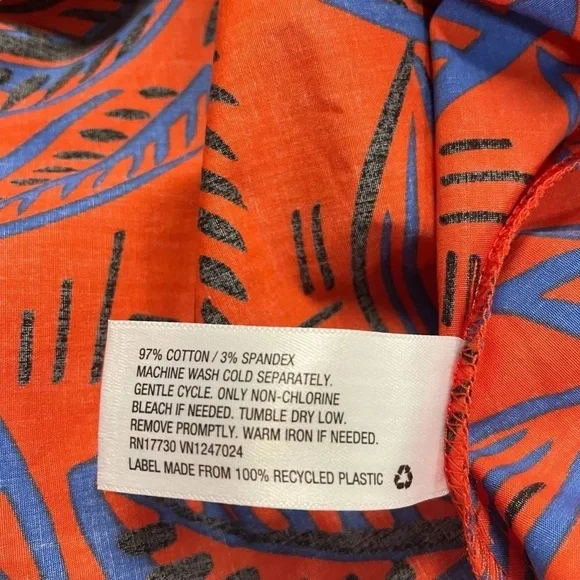 97% COTTON / 3% SPANDEX
MACHINE WASH COLD SEPARATELY.
GENTLE CYCLE. ONLY NON-CHLORINE
BLEACH IF NEEDED. TUMBLE DRY LOW.
REMOVE PROMPTLY. WARM IRON IF NEEDED.
RN17730 VN1247024
LABEL MADE FROM 100% RECYCLED PLASTIC